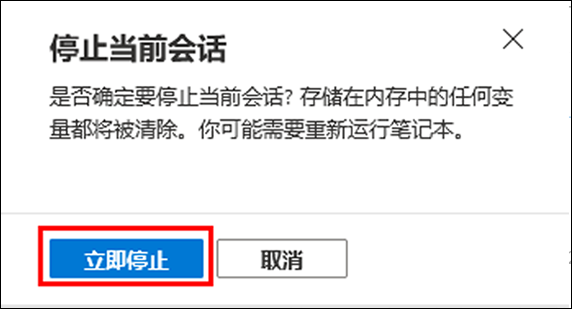 停止当前会话
是否确定要停止当前会话? 存储在内存中的任何变
量都将被清除。你可能需要重新运行笔记本。
立即停止
取消